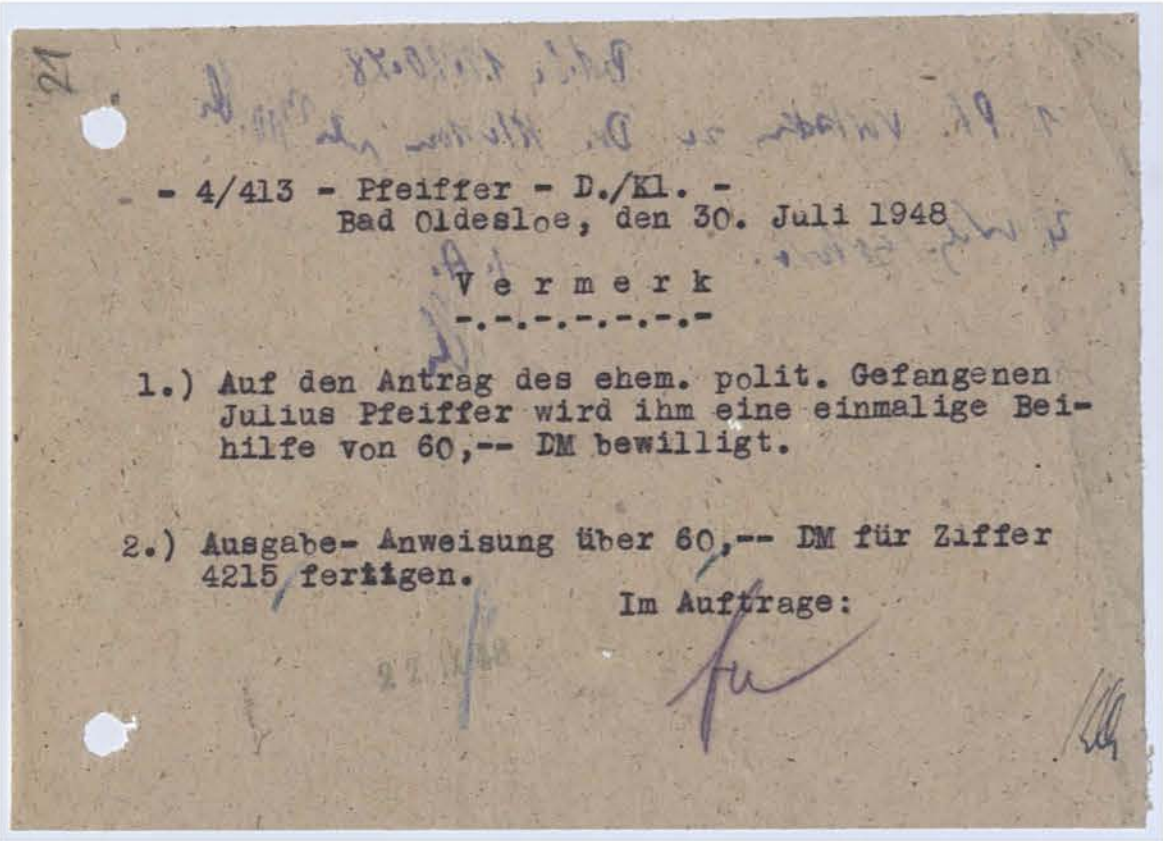 21
- 4/413 - Pfeiffer - D./Kl. -
Bad Oldesloe, den 30. Juli 1948
V e r m e r k
-.-.-.-.-.-.-
1.) Auf den Antrag des ehem. polit. Gefangenen
Julius Pfeiffer wird ihm eine einmalige Bei-
hilfe von 60,-- DM bewilligt.
2.) Ausgabe- Anweisung über 60,-- DM für Ziffer
4215 fertigen.
Im Auftrage: